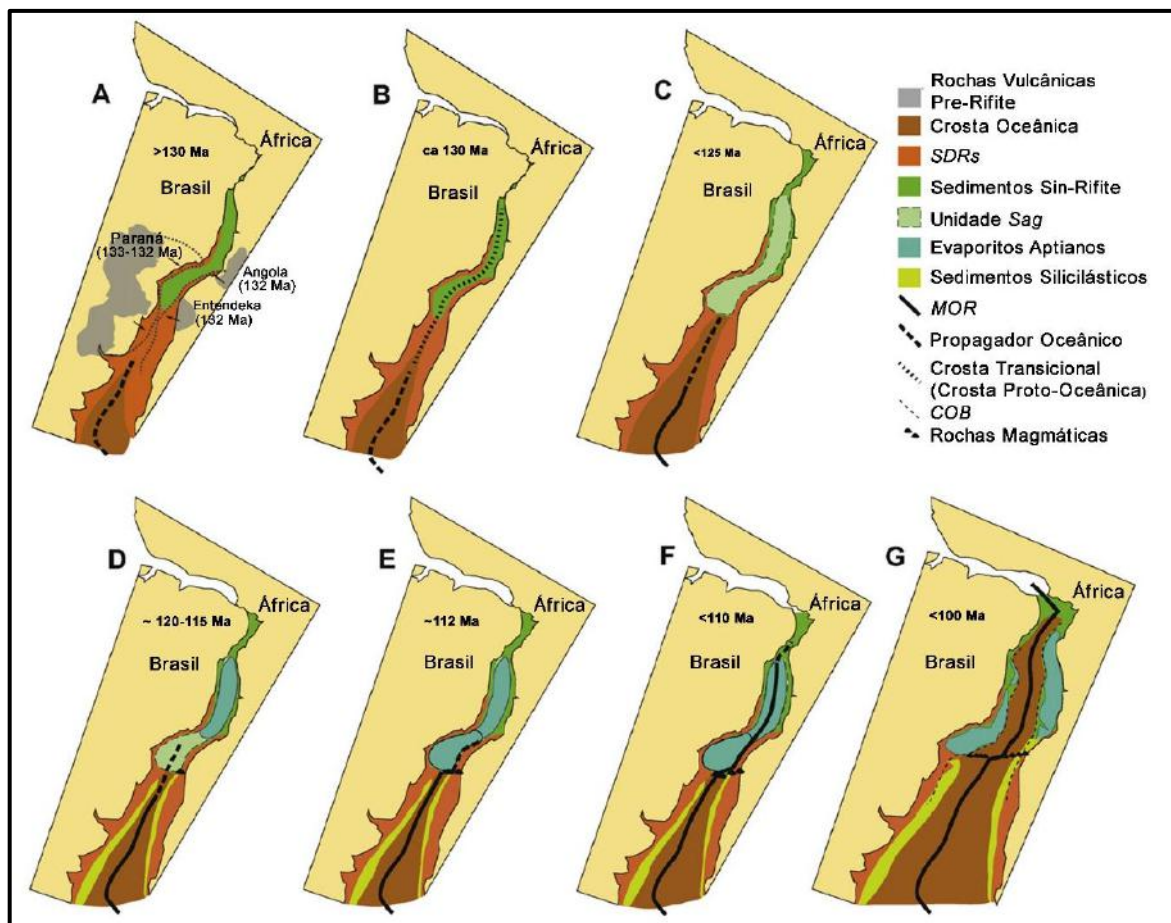 A
>130 Ma
África
Brasil
Paraná
(133-132 Ma)
Angola
(132 Ma)
Entendeka
(132 Ma)
B
ca 130 Ma
África
Brasil
C
<125 Ma
África
Brasil
Rochas Vulcânicas
Pre-Rifite
Crosta Oceânica
SDRs
Sedimentos Sin-Rifite
Unidade Sag
Evaporitos Aptianos
Sedimentos Silicilásticos
MOR
Propagador Oceânico
Crosta Transicional
(Crosta Proto-Oceânica)
COB
Rochas Magmáticas
D
~ 120-115 Ma
África
Brasil
E
~112 Ma
África
Brasil
F
<110 Ma
África
Brasil
G
<100 Ma
África
Brasil